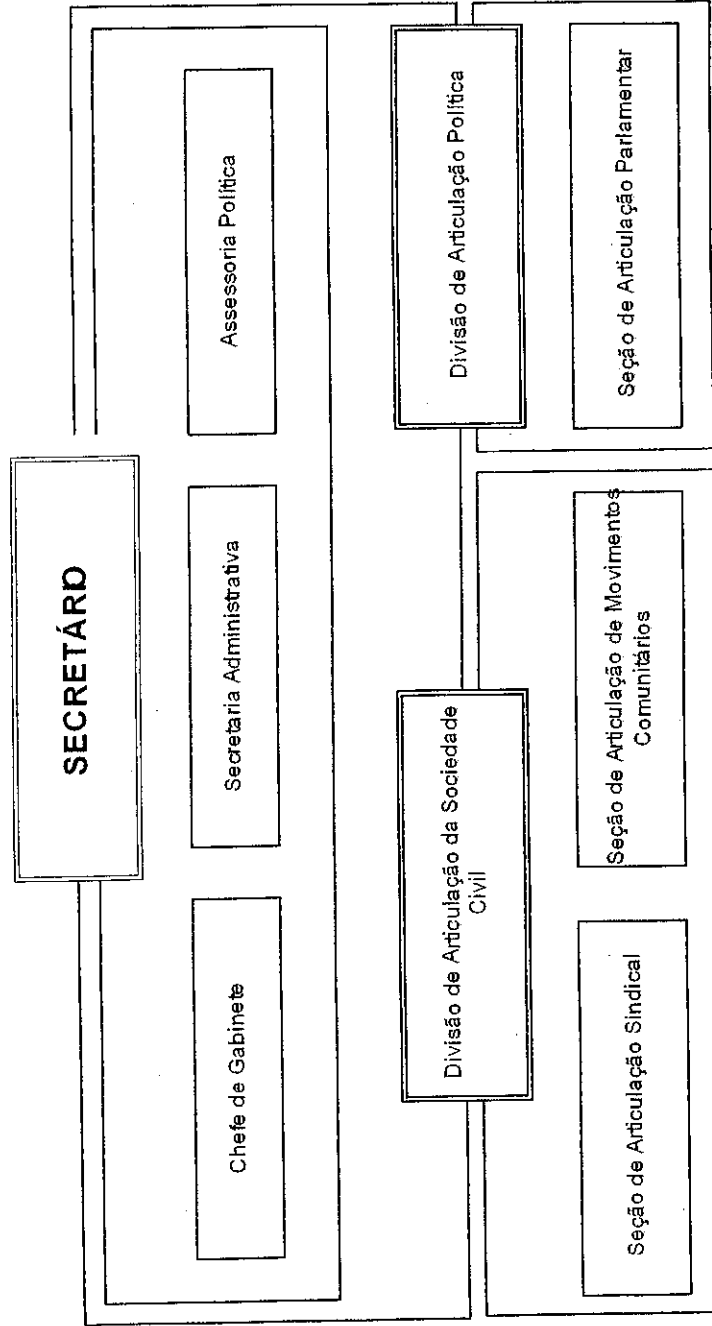 SECRETÁRIO
Chefe de Gabinete
Secretaria Administrativa
Assessoria Política
Divisão de Articulação da Sociedade
Civil
Divisão de Articulação Política
Seção de Articulação Sindical
Seção de Articulação de Movimentos
Comunitários
Seção de Articulação Parlamentar